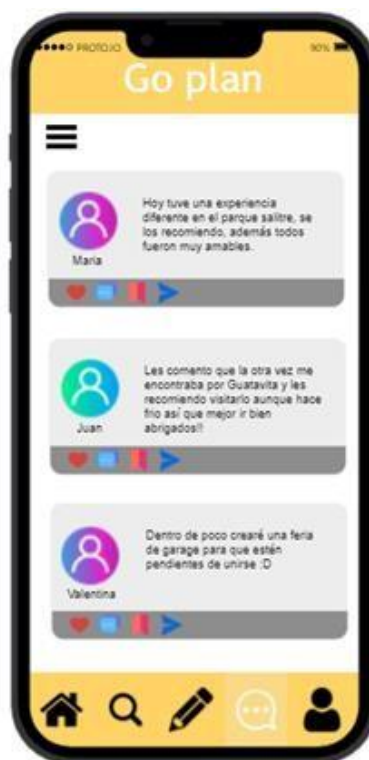 PROTO.IO
90%
Go plan
Hoy tuve una experiencia
diferente en el parque salitre, se
los recomiendo, además todos
fueron muy amables.
Maria
Les comento que la otra vez me
encontraba por Guatavita y les
recomiendo visitarlo aunque hace
frio así que mejor ir bien
abrigados!!
Juan
Dentro de poco crearé una feria
de garage para que estén
pendientes de unirse :D
Valentina